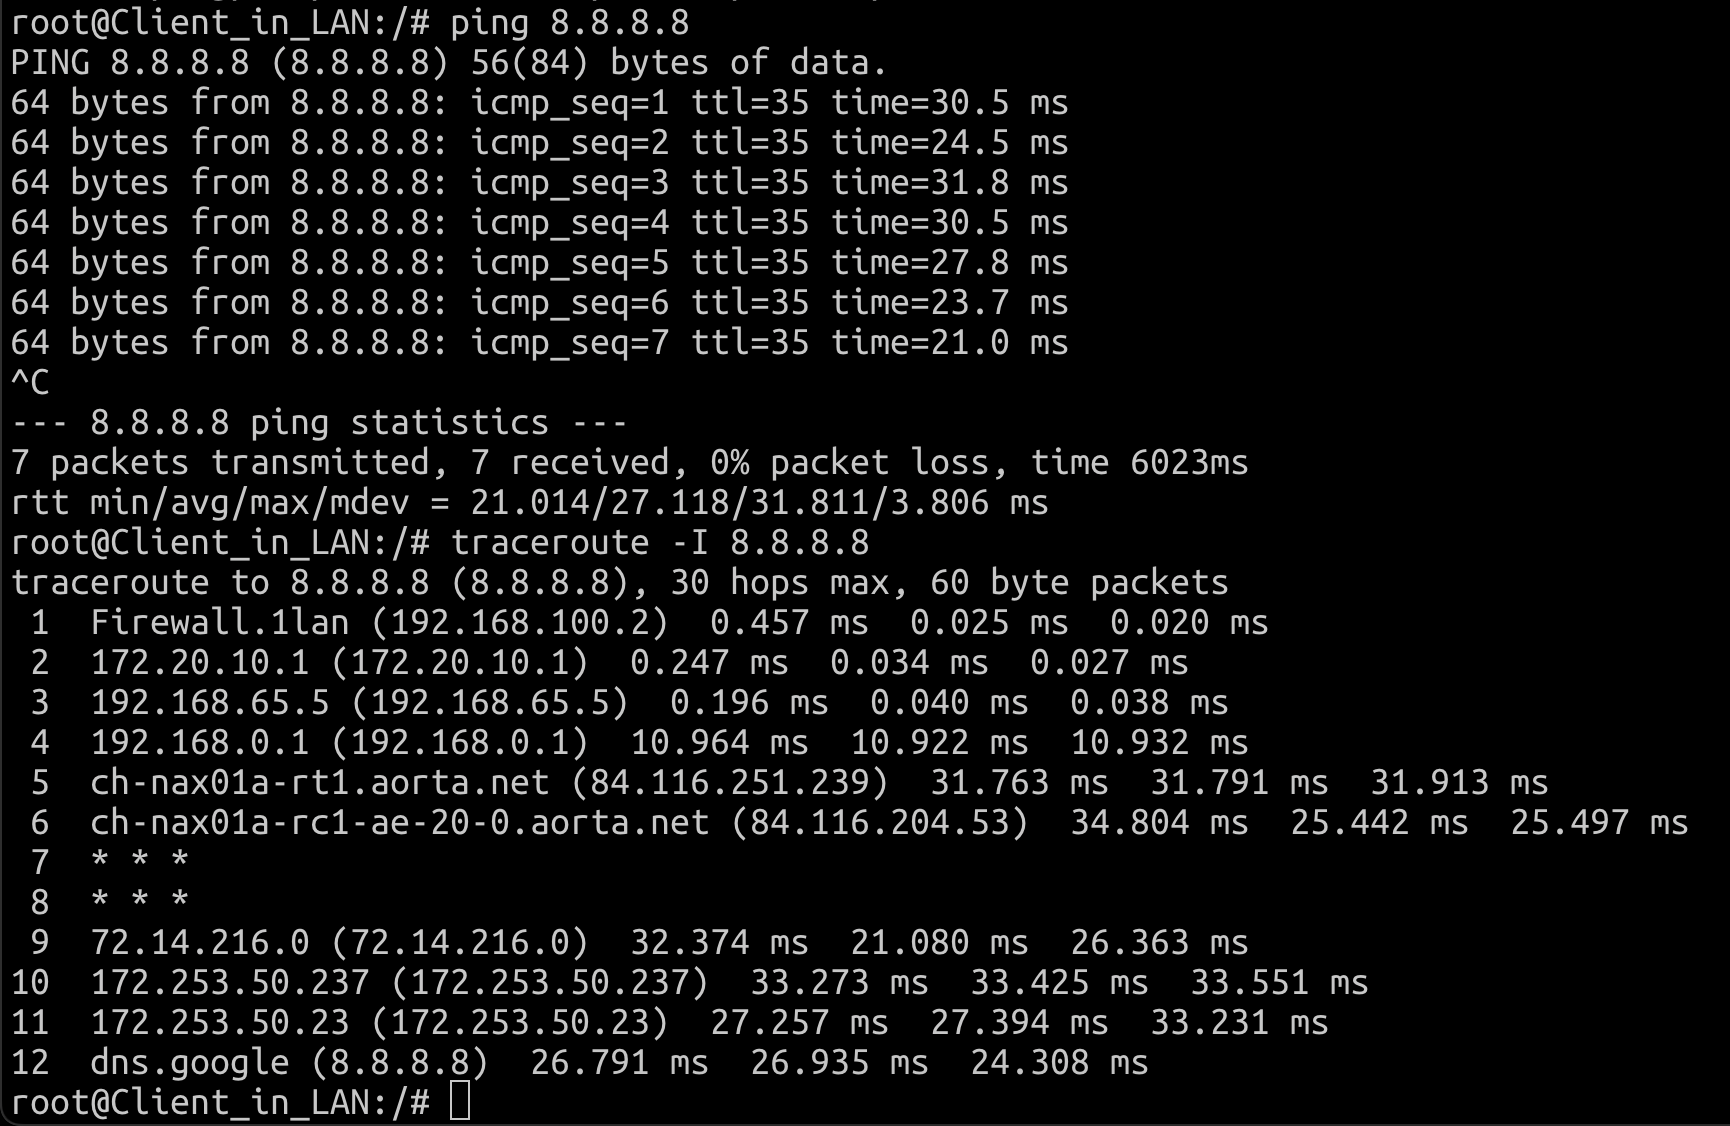 root@Client_in_LAN:/# ping 8.8.8.8
PING 8.8.8.8 (8.8.8.8) 56(84) bytes of data.
64 bytes from 8.8.8.8: icmp_seq=1 ttl=35 time=30.5 ms
64 bytes from 8.8.8.8: icmp_seq=2 ttl=35 time=24.5 ms
64 bytes from 8.8.8.8: icmp_seq=3 ttl=35 time=31.8 ms
64 bytes from 8.8.8.8: icmp_seq=4 ttl=35 time=30.5 ms
64 bytes from 8.8.8.8: icmp_seq=5 ttl=35 time=27.8 ms
64 bytes from 8.8.8.8: icmp_seq=6 ttl=35 time=23.7 ms
64 bytes from 8.8.8.8: icmp_seq=7 ttl=35 time=21.0 ms
^C
--- 8.8.8.8 ping statistics ---
7 packets transmitted, 7 received, 0% packet loss, time 6023ms
rtt min/avg/max/mdev = 21.014/27.118/31.811/3.806 ms
root@Client_in_LAN:/# traceroute -I 8.8.8.8
traceroute to 8.8.8.8 (8.8.8.8), 30 hops max, 60 byte packets
 1  Firewall.1lan (192.168.100.2)  0.457 ms  0.025 ms  0.020 ms
 2  172.20.10.1 (172.20.10.1)  0.247 ms  0.034 ms  0.027 ms
 3  192.168.65.5 (192.168.65.5)  0.196 ms  0.040 ms  0.038 ms
 4  192.168.0.1 (192.168.0.1)  10.964 ms  10.922 ms  10.932 ms
 5  ch-nax01a-rt1.aorta.net (84.116.251.239)  31.763 ms  31.791 ms  31.913 ms
 6  ch-nax01a-rc1-ae-20-0.aorta.net (84.116.204.53)  34.804 ms  25.442 ms  25.497 ms
 7  * * *
 8  * * *
 9  72.14.216.0 (72.14.216.0)  32.374 ms  21.080 ms  26.363 ms
10  172.253.50.237 (172.253.50.237)  33.273 ms  33.425 ms  33.551 ms
11  172.253.50.23 (172.253.50.23)  27.257 ms  27.394 ms  33.231 ms
12  dns.google (8.8.8.8)  26.791 ms  26.935 ms  24.308 ms
root@Client_in_LAN:/#